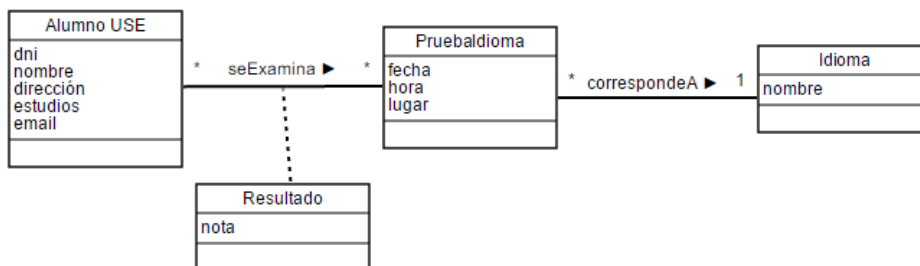 Alumno USE
dni
nombre
dirección
estudios
email
* seExamina ► *
PruebaIdioma
fecha
hora
lugar
* correspondeA ► 1
Idioma
nombre
Resultado
nota